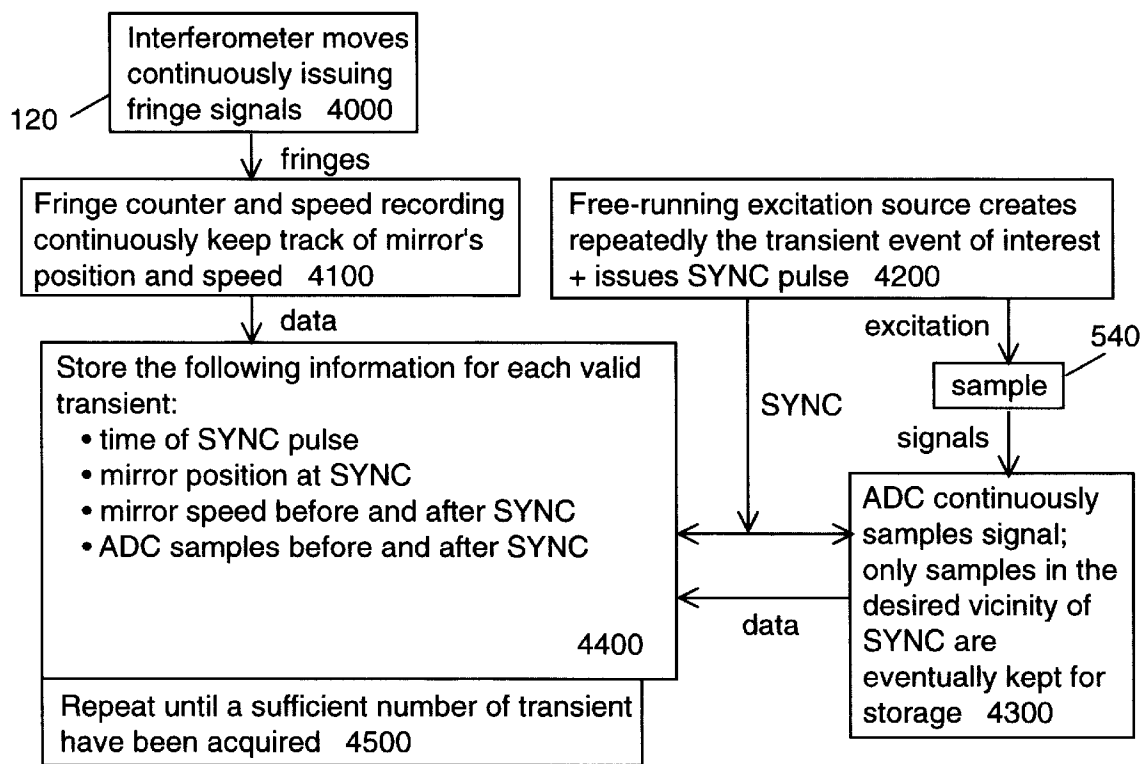 Interferometer moves
continuously issuing
fringe signals 4000
120
fringes
Fringe counter and speed recording
continuously keep track of mirror's
position and speed 4100
Free-running excitation source creates
repeatedly the transient event of interest
+ issues SYNC pulse 4200
data
excitation
540
sample
SYNC
signals
Store the following information for each valid
transient:
• time of SYNC pulse
• mirror position at SYNC
• mirror speed before and after SYNC
• ADC samples before and after SYNC
4400
ADC continuously
samples signal;
only samples in the
desired vicinity of
SYNC are
eventually kept for
storage 4300
data
Repeat until a sufficient number of transient
have been acquired 4500